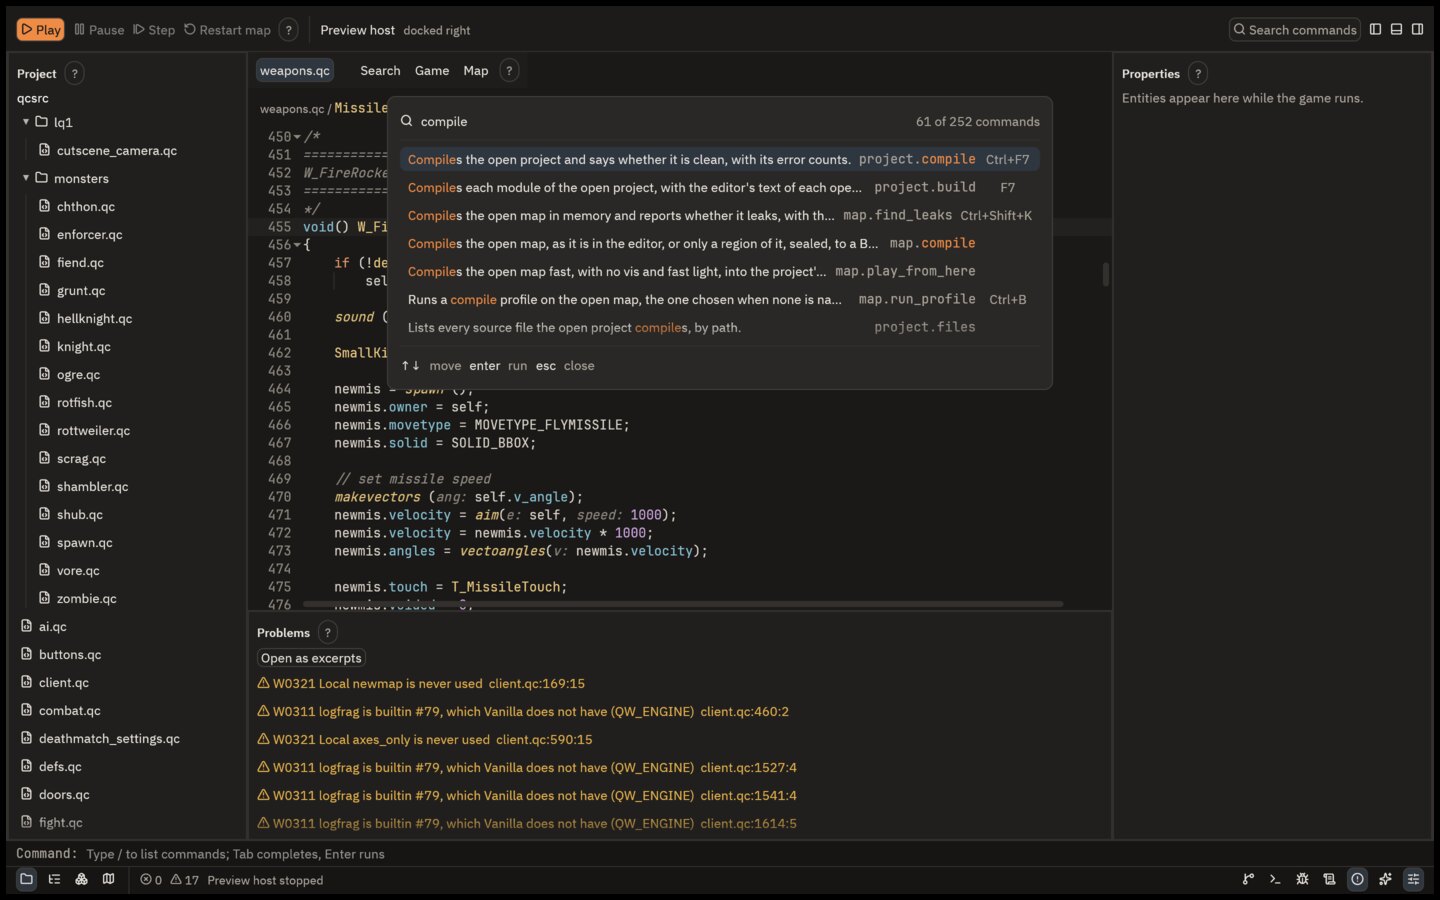 Play Pause Step Restart map ? Preview host docked right Search commands
Project ?
qcsrc
lq1
cutscene_camera.qc
monsters
chthon.qc
enforcer.qc
fiend.qc
grunt.qc
hellknight.qc
knight.qc
ogre.qc
rotfish.qc
rottweiler.qc
scrag.qc
shambler.qc
shub.qc
spawn.qc
vore.qc
zombie.qc
ai.qc
buttons.qc
client.qc
combat.qc
deathmatch_settings.qc
defs.qc
doors.qc
fight.qc
weapons.qc Search Game Map ?
weapons.qc / Missile
compile 61 of 252 commands
Compiles the open project and says whether it is clean, with its error counts. project.compile Ctrl+F7
Compiles each module of the open project, with the editor's text of each ope... project.build F7
Compiles the open map in memory and reports whether it leaks, with th... map.find_leaks Ctrl+Shift+K
Compiles the open map, as it is in the editor, or only a region of it, sealed, to a B... map.compile
Compiles the open map fast, with no vis and fast light, into the project'... map.play_from_here
Runs a compile profile on the open map, the one chosen when none is na... map.run_profile Ctrl+B
Lists every source file the open project compiles, by path. project.files
↑↓ move enter run esc close
450 /*
451 ==========
452 W_FireRocke
453 ==========
454 */
455 void() W_Fi
456 {
457 if (!de
458 sel
459
460 sound (
461
462 SmallKi
463
464 newmis = spawn ();
465 newmis.owner = self;
466 newmis.movetype = MOVETYPE_FLYMISSILE;
467 newmis.solid = SOLID_BBOX;
468
469 // set missile speed
470 makevectors (ang: self.v_angle);
471 newmis.velocity = aim(e: self, speed: 1000);
472 newmis.velocity = newmis.velocity * 1000;
473 newmis.angles = vectoangles(v: newmis.velocity);
474
475 newmis.touch = T_MissileTouch;
476 newmis.voided = 0;
Problems ?
Open as excerpts
W0321 Local newmap is never used client.qc:169:15
W0311 logfrag is builtin #79, which Vanilla does not have (QW_ENGINE) client.qc:460:2
W0321 Local axes_only is never used client.qc:590:15
W0311 logfrag is builtin #79, which Vanilla does not have (QW_ENGINE) client.qc:1527:4
W0311 logfrag is builtin #79, which Vanilla does not have (QW_ENGINE) client.qc:1541:4
W0311 logfrag is builtin #79, which Vanilla does not have (QW_ENGINE) client.qc:1614:5
Properties ?
Entities appear here while the game runs.
Command: Type / to list commands; Tab completes, Enter runs
0 17 Preview host stopped